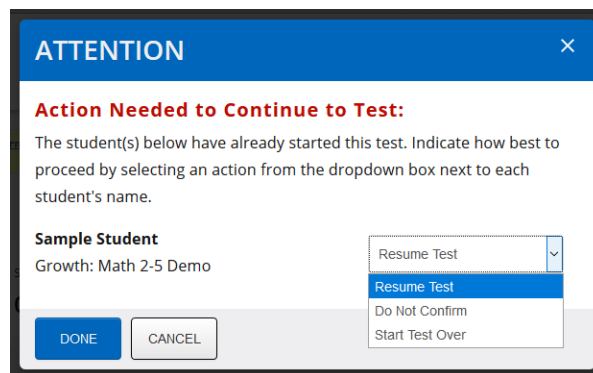 ATTENTION
×
Action Needed to Continue to Test:
The student(s) below have already started this test. Indicate how best to
proceed by selecting an action from the dropdown box next to each
student's name.
Sample Student
Growth: Math 2-5 Demo
Resume Test
Resume Test
Do Not Confirm
Start Test Over
DONE
CANCEL